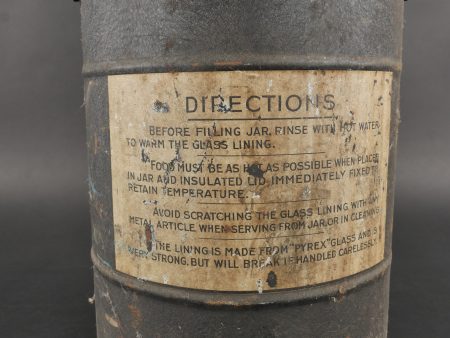 DIRECTIONS
BEFORE FILLING JAR, RINSE WITH HOT WATER
TO WARM THE GLASS LINING.
FOOD MUST BE AS HOT AS POSSIBLE WHEN PLACED
IN JAR AND INSULATED LID IMMEDIATELY FIXED TO
RETAIN TEMPERATURE.
AVOID SCRATCHING THE GLASS LINING WITH ANY
METAL ARTICLE WHEN SERVING FROM JAR, OR IN CLEANING
THE LINING IS MADE FROM "PYREX" GLASS AND IS
VERY STRONG, BUT WILL BREAK IF HANDLED CARELESSLY.